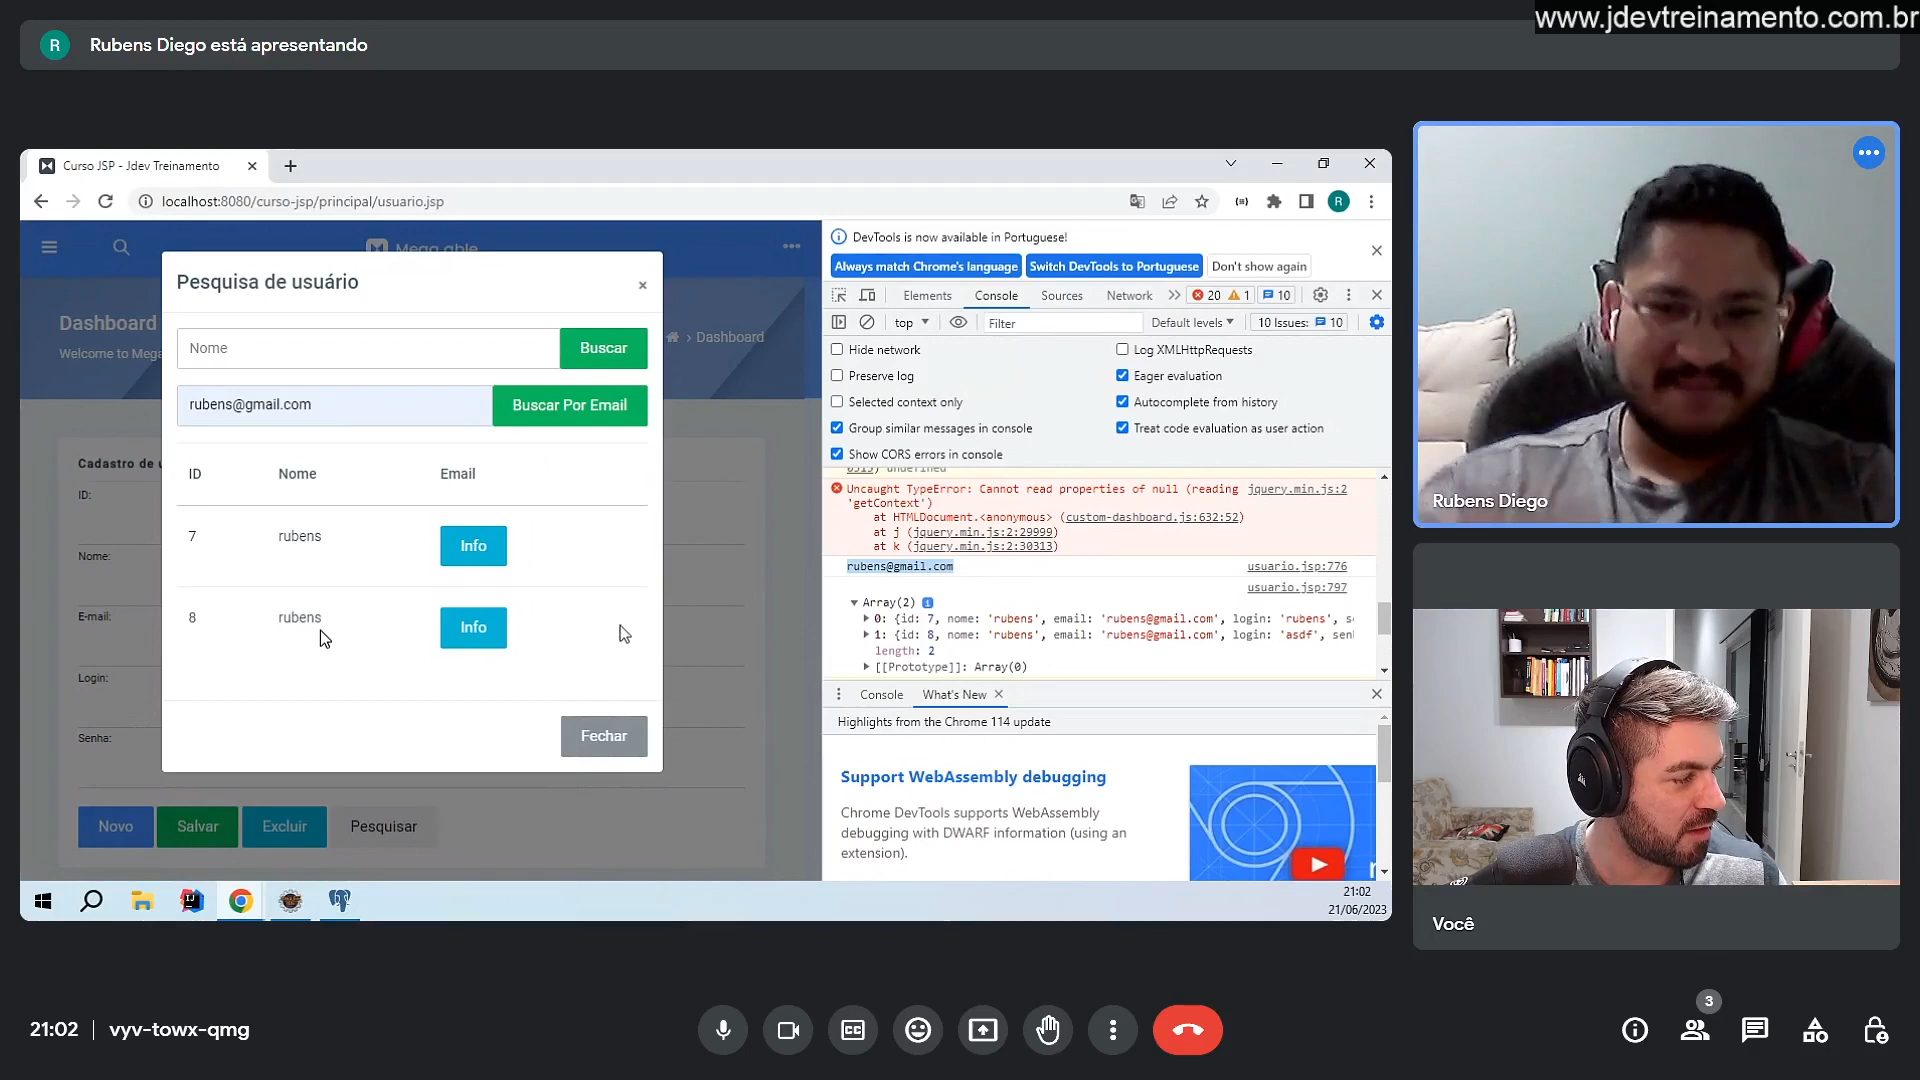 www.jdevtreinamento.com.br
R Rubens Diego está apresentando
Curso JSP - Jdev Treinamento
localhost:8080/curso-jsp/principal/usuario.jsp
R
Mega able
Dashboard
Welcome to Mega
Dashboard
Pesquisa de usuário
×
Nome
Buscar
rubens@gmail.com
Buscar Por Email
ID Nome Email
7 rubens Info
8 rubens Info
Fechar
Cadastro de u
ID:
Nome:
E-mail:
Login:
Senha:
Novo Salvar Excluir Pesquisar
DevTools is now available in Portuguese!
Always match Chrome's language Switch DevTools to Portuguese Don't show again
Elements Console Sources Network 20 1 10
top Filter Default levels 10 Issues: 10
Hide network Log XMLHttpRequests
Preserve log Eager evaluation
Selected context only Autocomplete from history
Group similar messages in console Treat code evaluation as user action
Show CORS errors in console
Uncaught TypeError: Cannot read properties of null (reading jquery.min.js:2
'getContext')
at HTMLDocument.<anonymous> (custom-dashboard.js:632:52)
at j (jquery.min.js:2:29999)
at k (jquery.min.js:2:30313)
rubens@gmail.com usuario.jsp:776
usuario.jsp:797
Array(2) i
0: {id: 7, nome: 'rubens', email: 'rubens@gmail.com', login: 'rubens', s
1: {id: 8, nome: 'rubens', email: 'rubens@gmail.com', login: 'asdf', sen
length: 2
[[Prototype]]: Array(0)
Console What's New
Highlights from the Chrome 114 update
Support WebAssembly debugging
Chrome DevTools supports WebAssembly
debugging with DWARF information (using an
extension).
21:02
21/06/2023
Rubens Diego
Você
21:02 | vyv-towx-qmg
CC
3